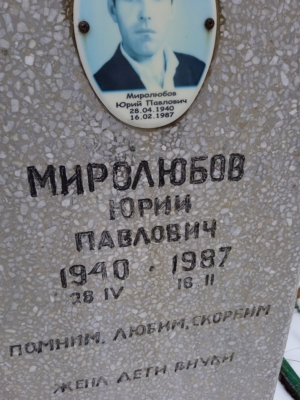 Миролюбов
Юрий Павлович
28.04.1940
16.02.1987
МИРОЛЮБОВ
ЮРИЙ
ПАВЛОВИЧ
1940 · 1987
28 IV 16 II
ПОМНИМ, ЛЮБИМ, СКОРБИМ
ЖЕНА ДЕТИ ВНУКИ